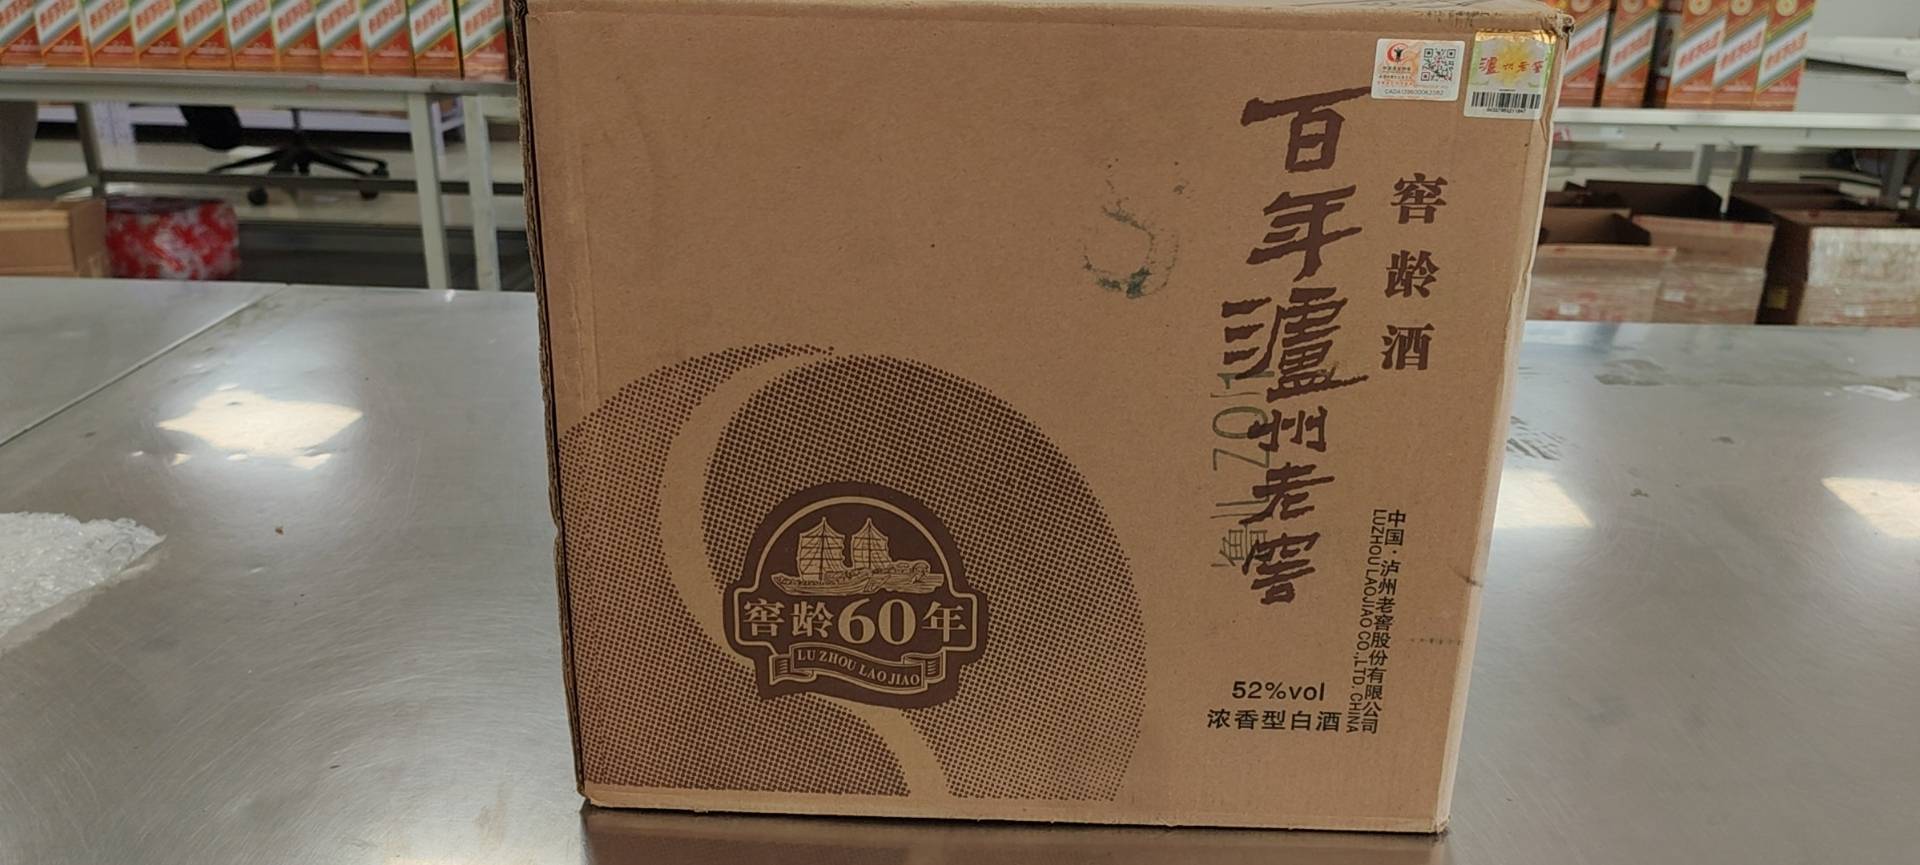 百年泸州老窖
窖龄酒
窖龄60年
LU ZHOU LAO JIAO
52%vol
浓香型白酒
中国·泸州老窖股份有限公司
LUZHOU LAOJIAO CO.,LTD. CHINA
泸州老窖